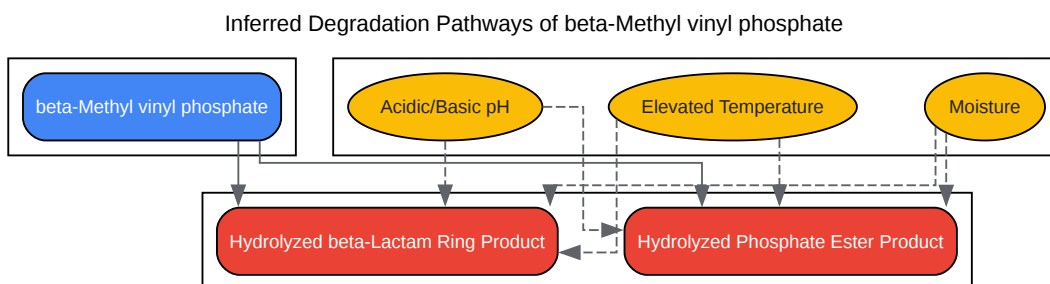 Inferred Degradation Pathways of beta-Methyl vinyl phosphate
beta-Methyl vinyl phosphate
Acidic/Basic pH
Elevated Temperature
Moisture
Hydrolyzed beta-Lactam Ring Product
Hydrolyzed Phosphate Ester Product